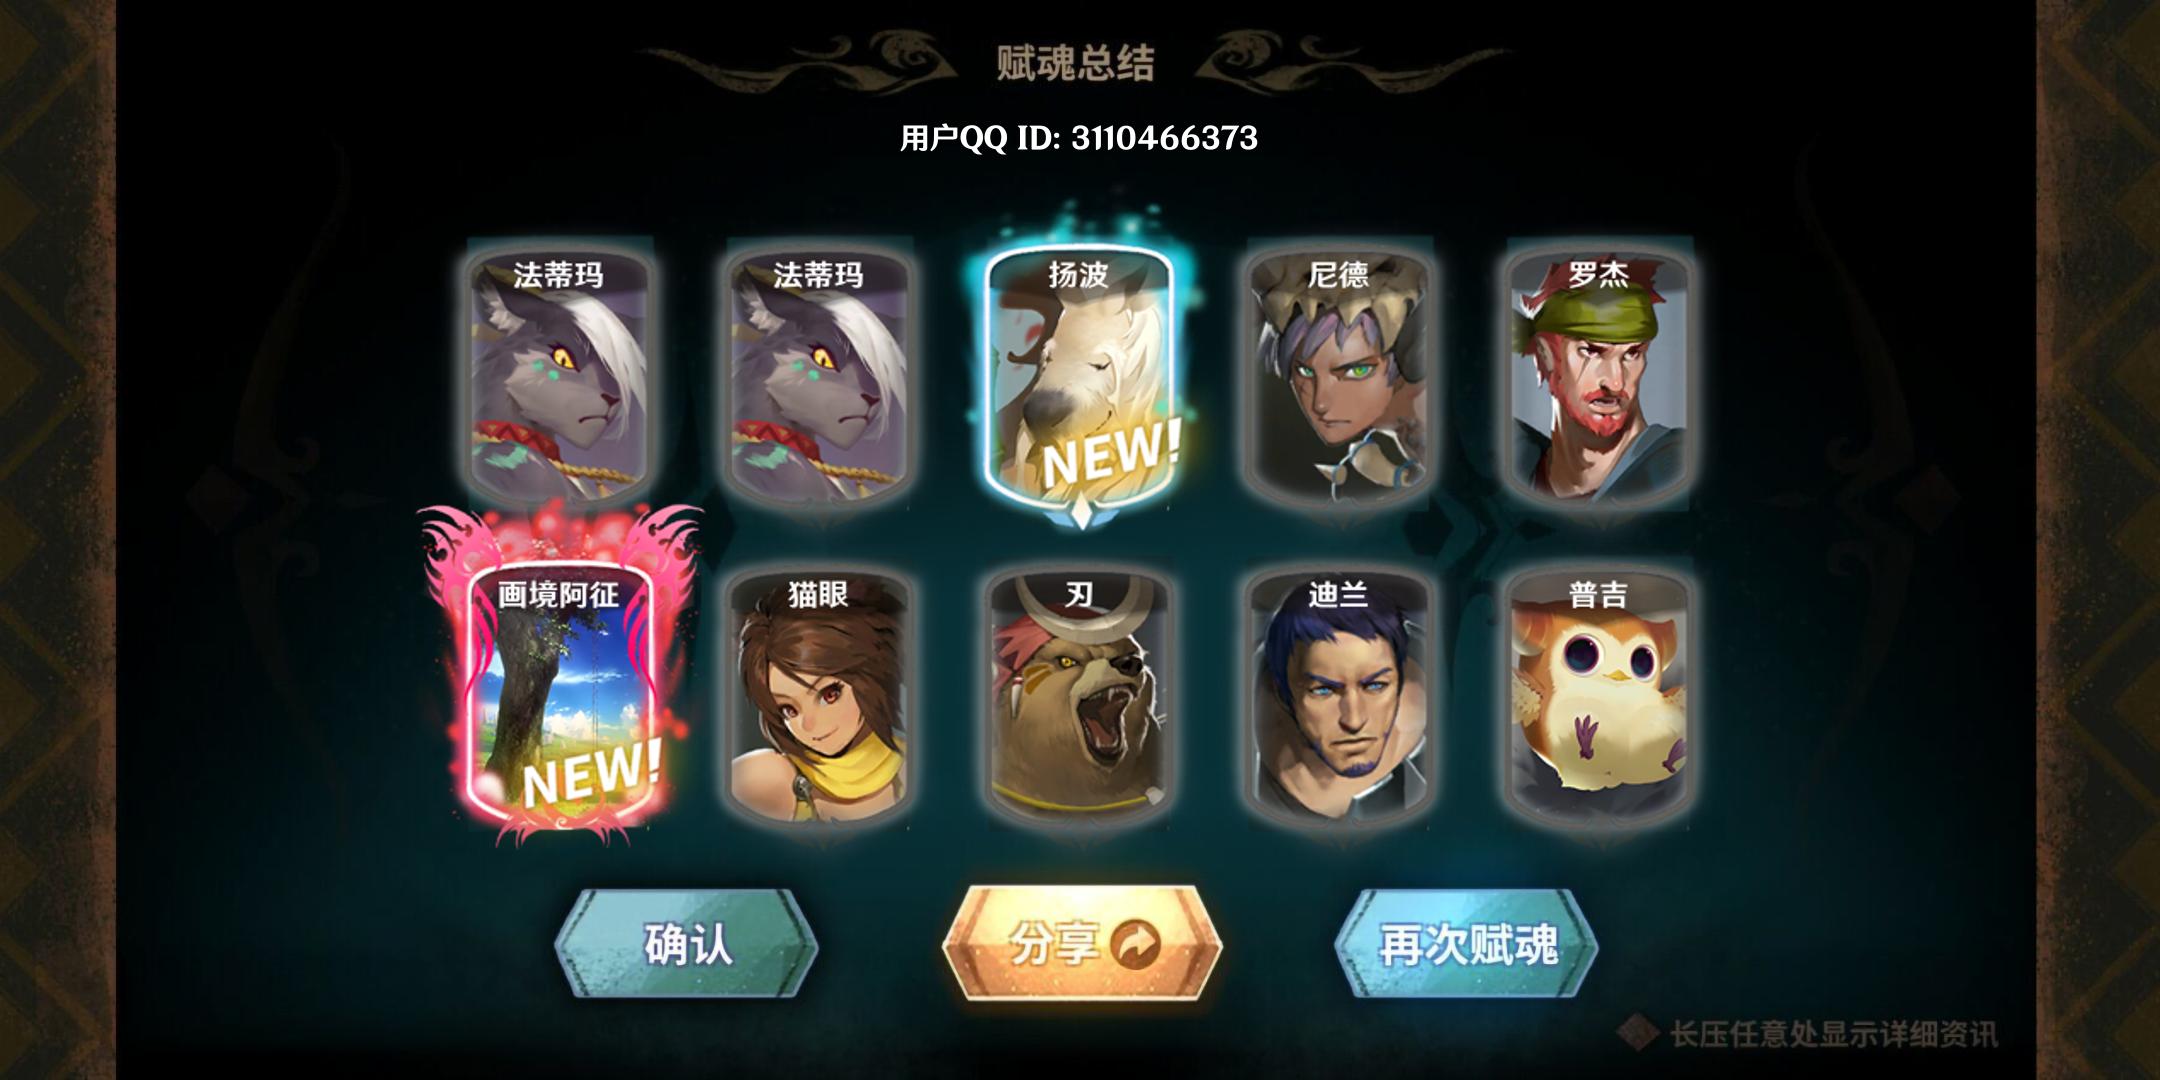 赋魂总结
用户QQ ID: 3110466373
法蒂玛
法蒂玛
扬波
尼德
罗杰
NEW!
画境阿征
猫眼
刃
迪兰
普吉
NEW!
确认
分享
再次赋魂
长压任意处显示详细资讯